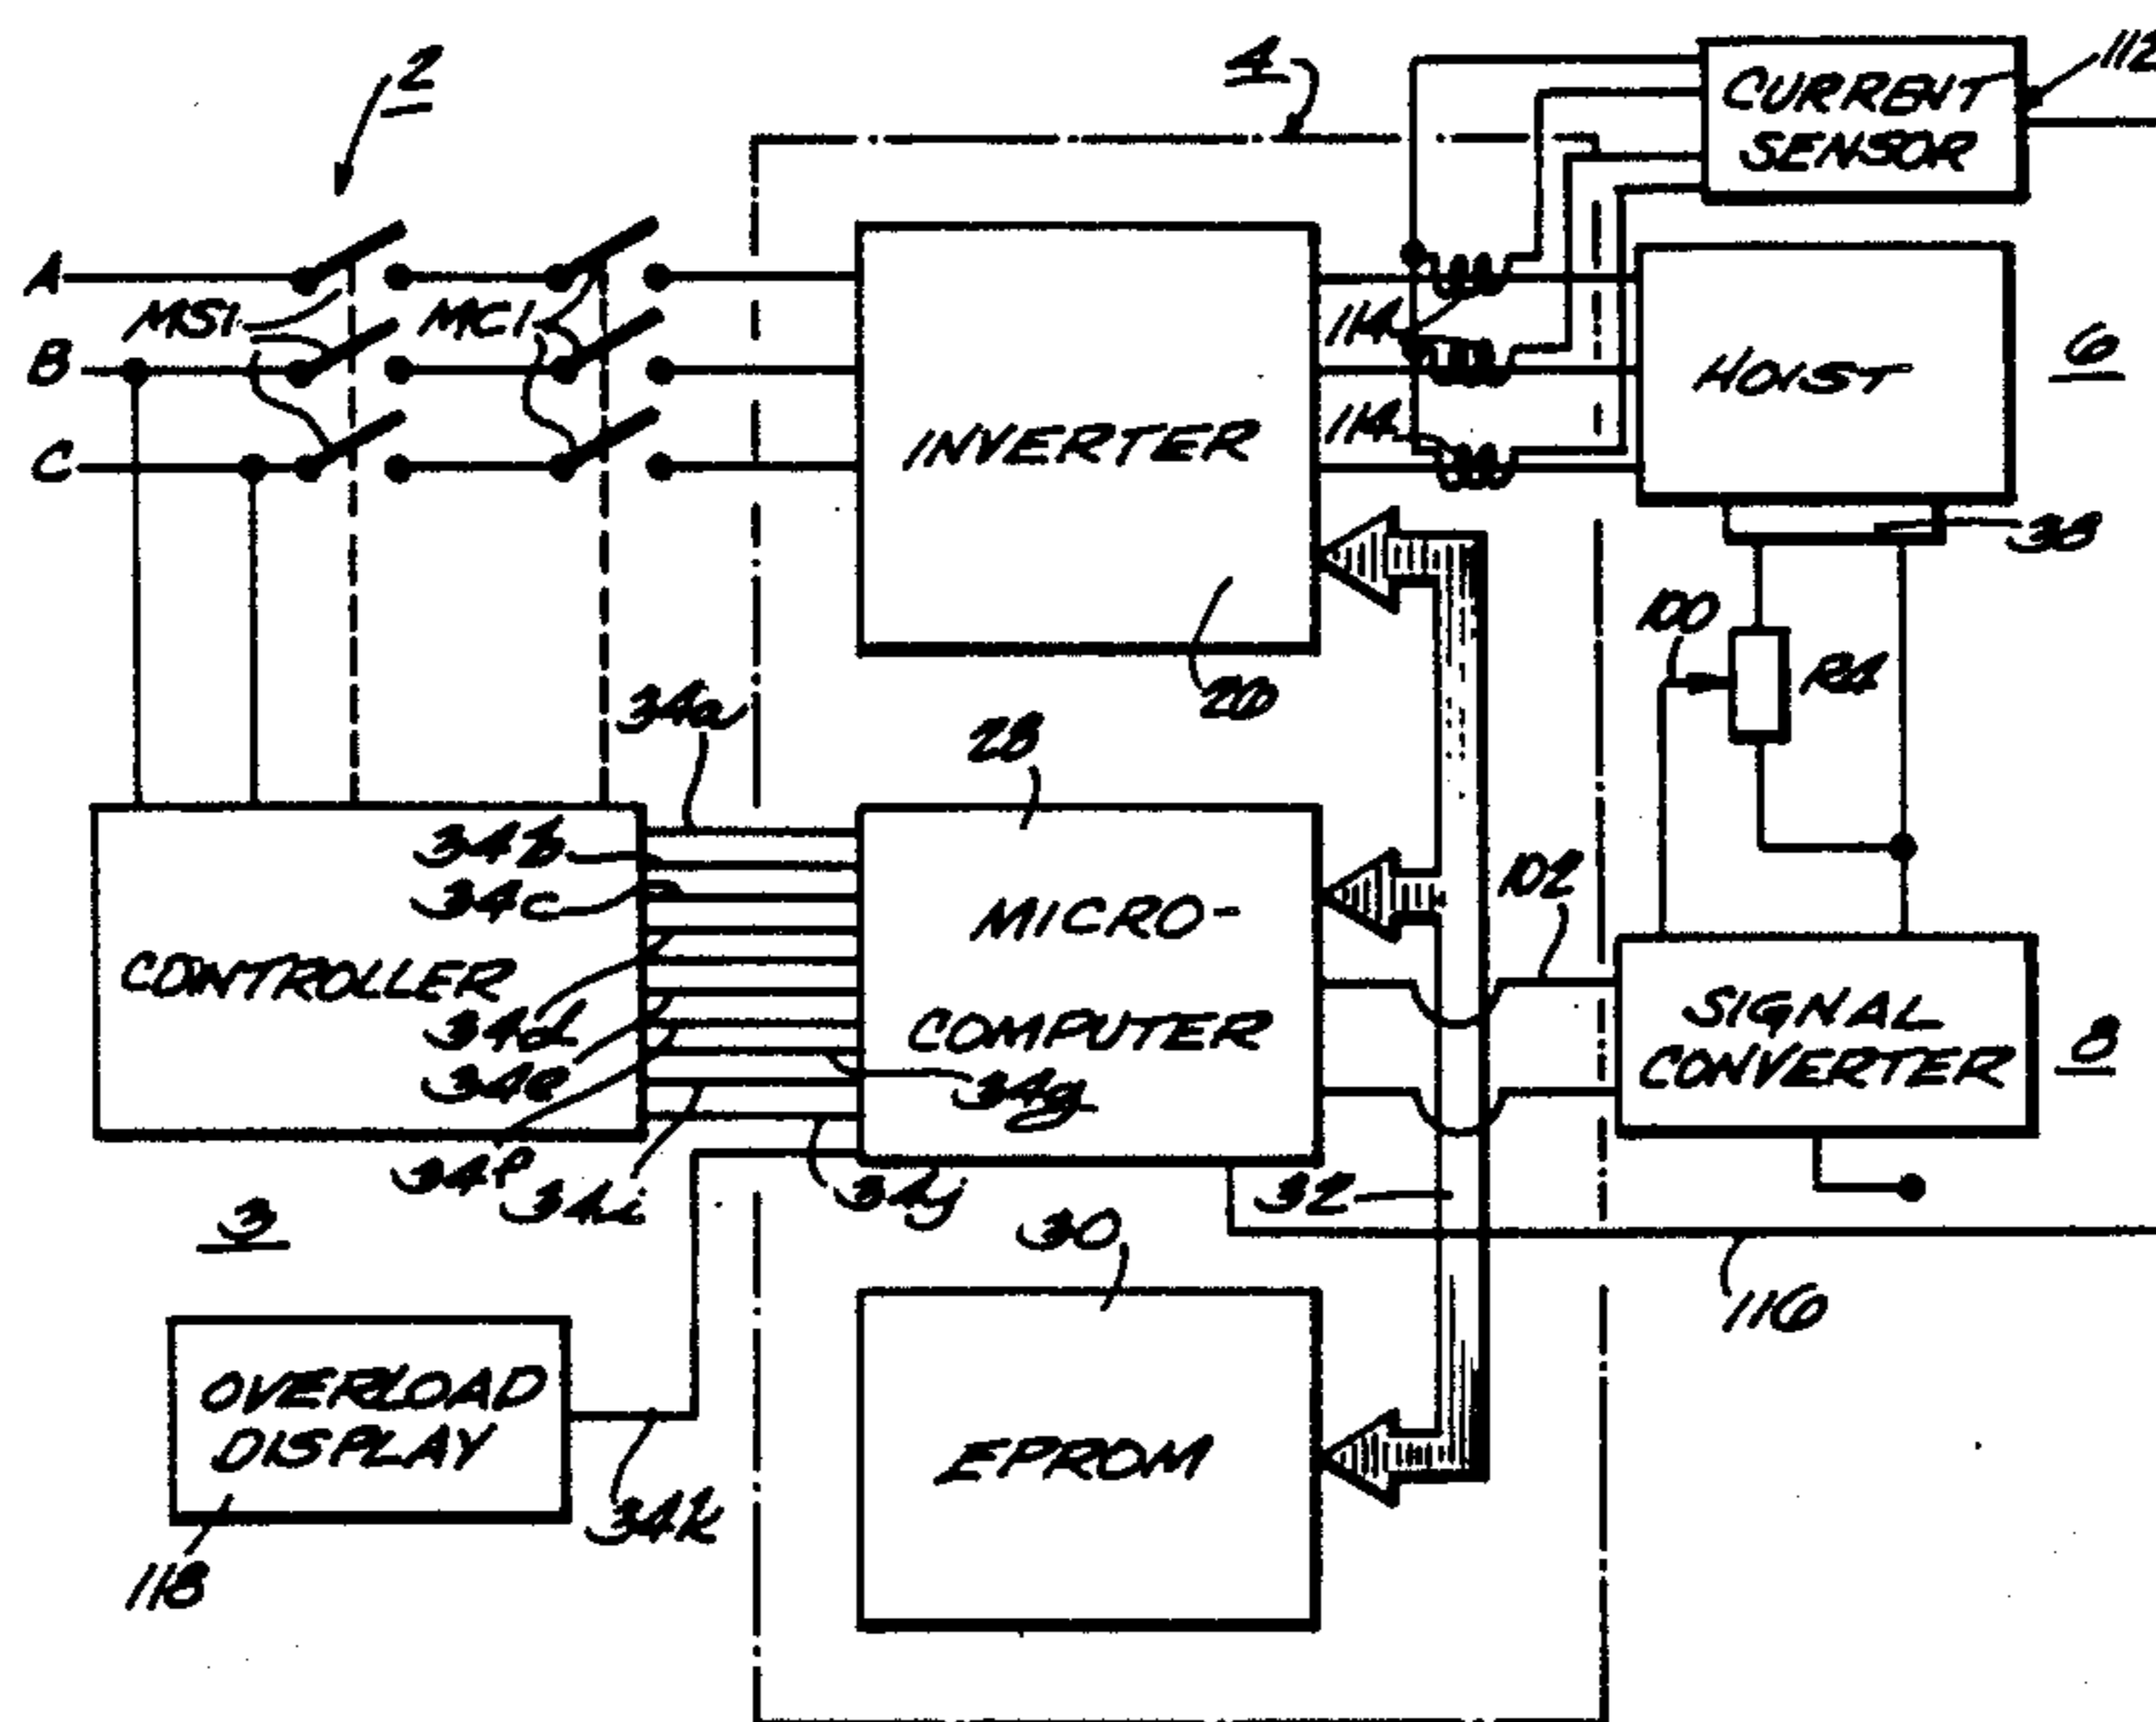 2
4
CURRENT
SENSOR
112
A
MS1
MC1
B
C
INVERTER
114
114
HOIST
6
38
20
100
R4
34a
28
34b
34c
CONTROLLER
34d
34e
34f
34i
34j
34g
MICRO-
COMPUTER
102
SIGNAL
CONVERTER
8
3
32
30
116
OVERLOAD
DISPLAY
34k
118
EPROM